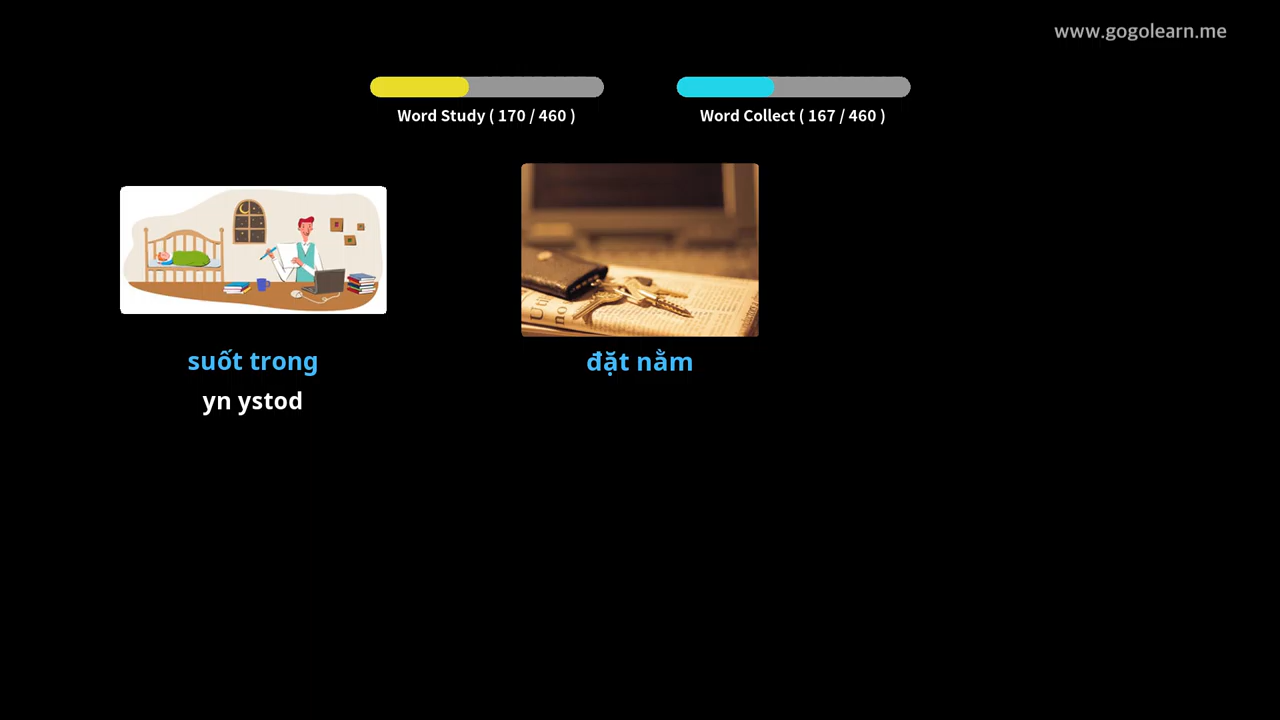 www.gogolearn.me
Word Study ( 170 / 460 )
Word Collect ( 167 / 460 )
suốt trong
yn ystod
đặt nằm